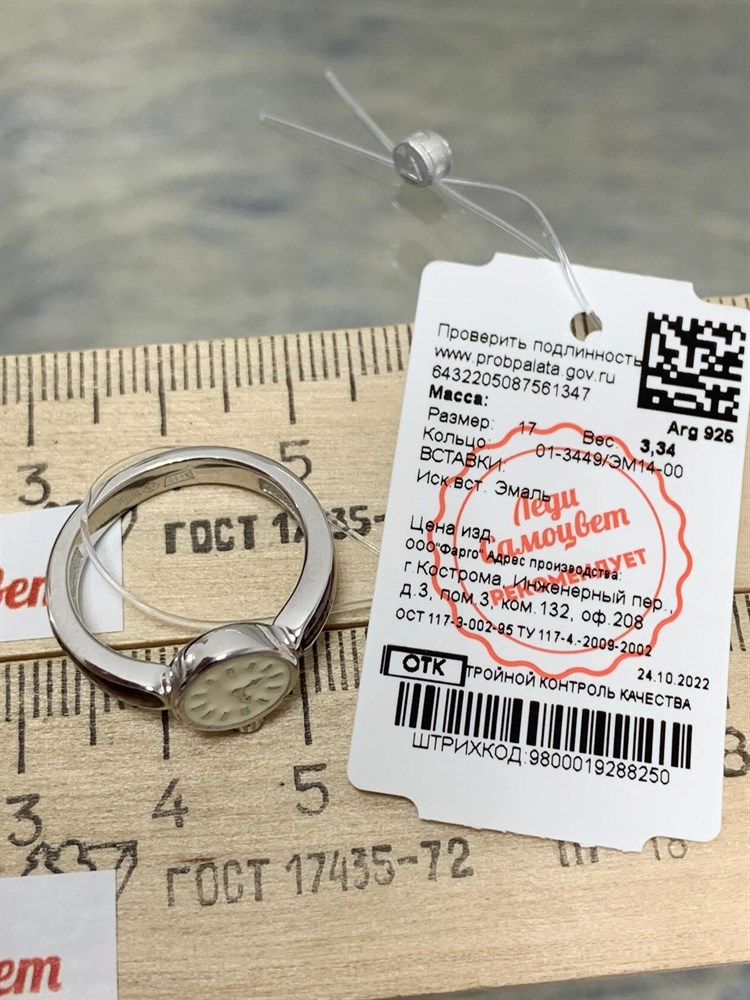 Проверить подлинность
www.probpalata.gov.ru
6432205087561347
Масса:
Arg 925
Размер: 17 Вес 3,34
Кольцо: 01-3449/ЭМ14-00
ВСТАВКИ:
Иск.вст. Эмаль
Леди
Самоцвет
РЕКОМЕНДУЕТ
Цена изд.
ООО"Фарго" Адрес производства:
г.Кострома, Инженерный пер.,
д.3, пом.3, ком.132, оф.208
ОСТ 117-3-002-95 ТУ 117-4.-2009-2002
24.10.2022
ОТК ТРОЙНОЙ КОНТРОЛЬ КАЧЕСТВА
ШТРИХКОД:9800019288250
3 5
ГОСТ 17435-
3 4 5 8
ГОСТ 17435-72 18